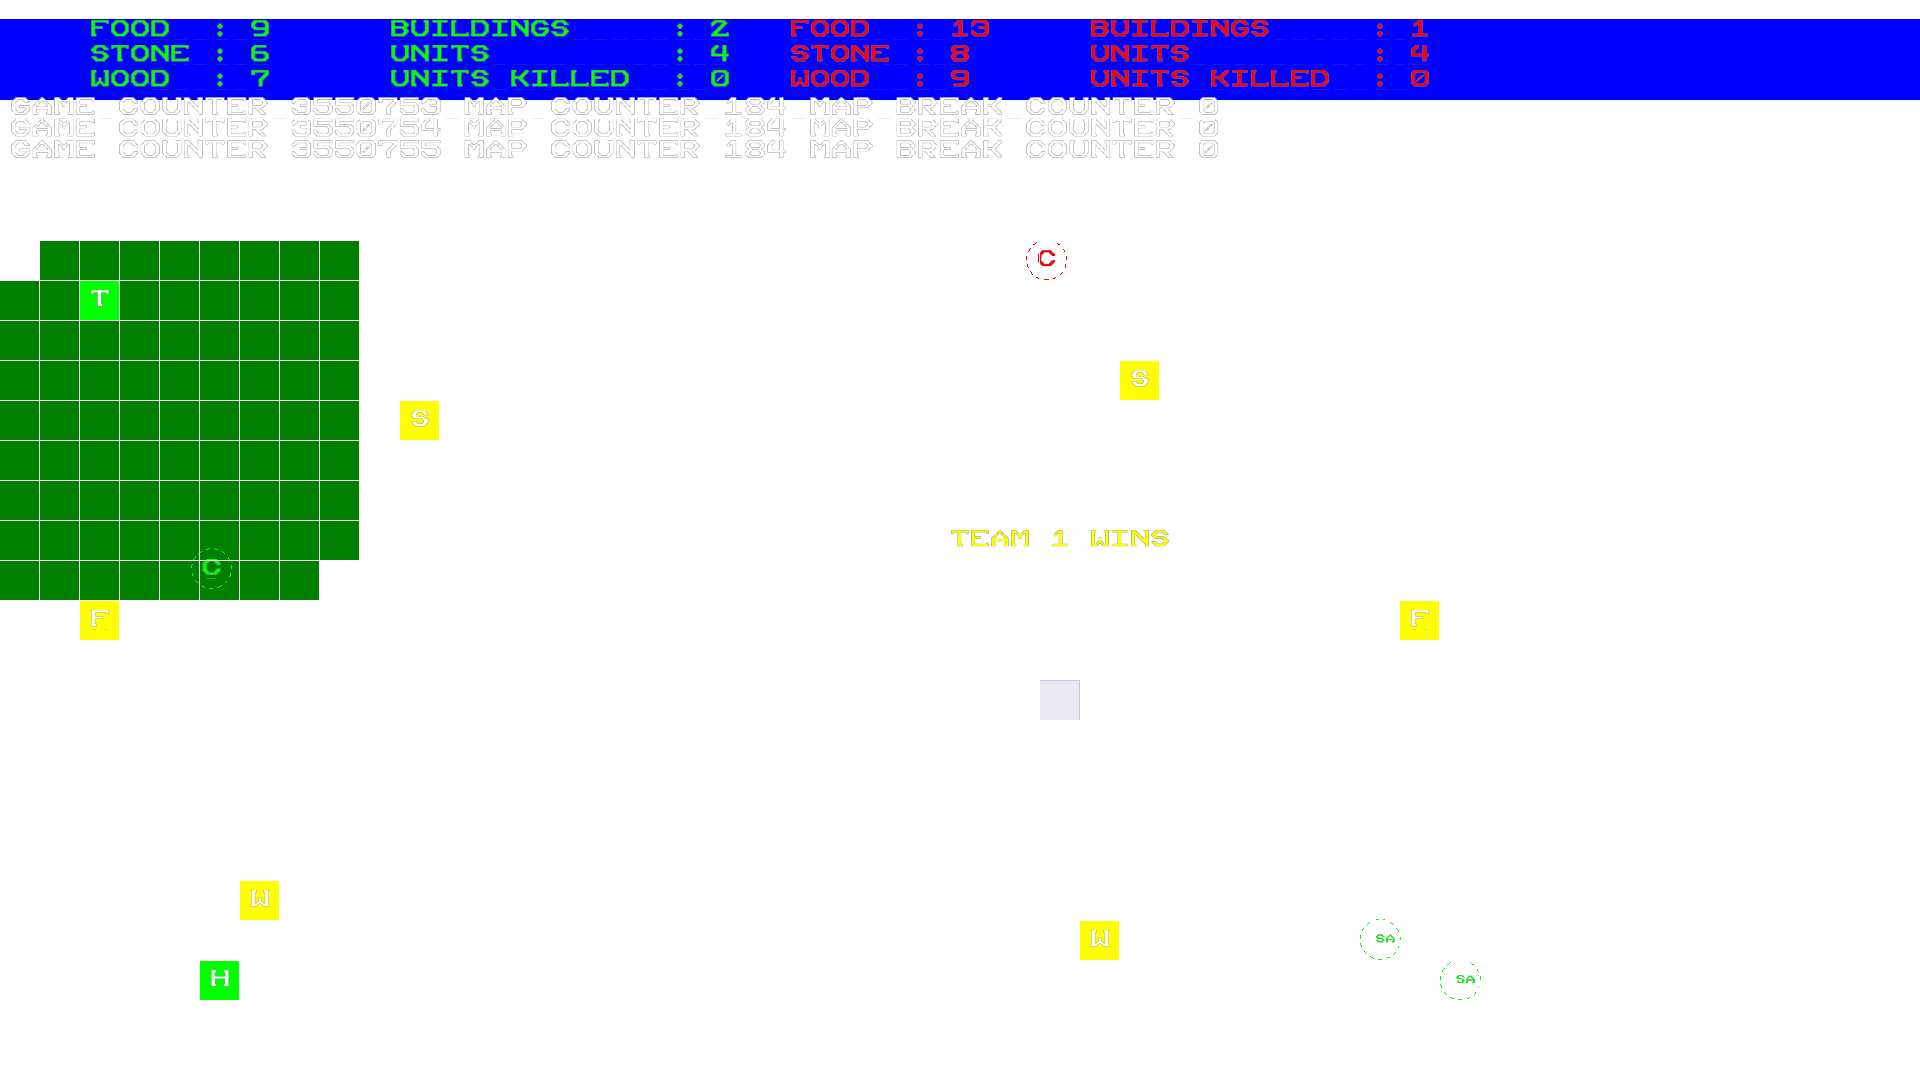 FOOD : 9 BUILDINGS : 2 FOOD : 13 BUILDINGS : 1
STONE : 6 UNITS : 4 STONE : 8 UNITS : 4
WOOD : 7 UNITS KILLED : 0 WOOD : 9 UNITS KILLED : 0
GAME COUNTER 3550753 MAP COUNTER 184 MAP BREAK COUNTER 0
GAME COUNTER 3550754 MAP COUNTER 184 MAP BREAK COUNTER 0
GAME COUNTER 3550755 MAP COUNTER 184 MAP BREAK COUNTER 0
C
T
S
S
TEAM 1 WINS
C
F
F
W
W
SA
H
SA